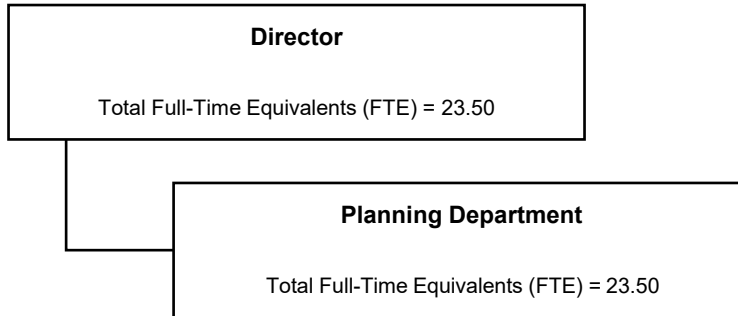 Director
Total Full-Time Equivalents (FTE) = 23.50
Planning Department
Total Full-Time Equivalents (FTE) = 23.50